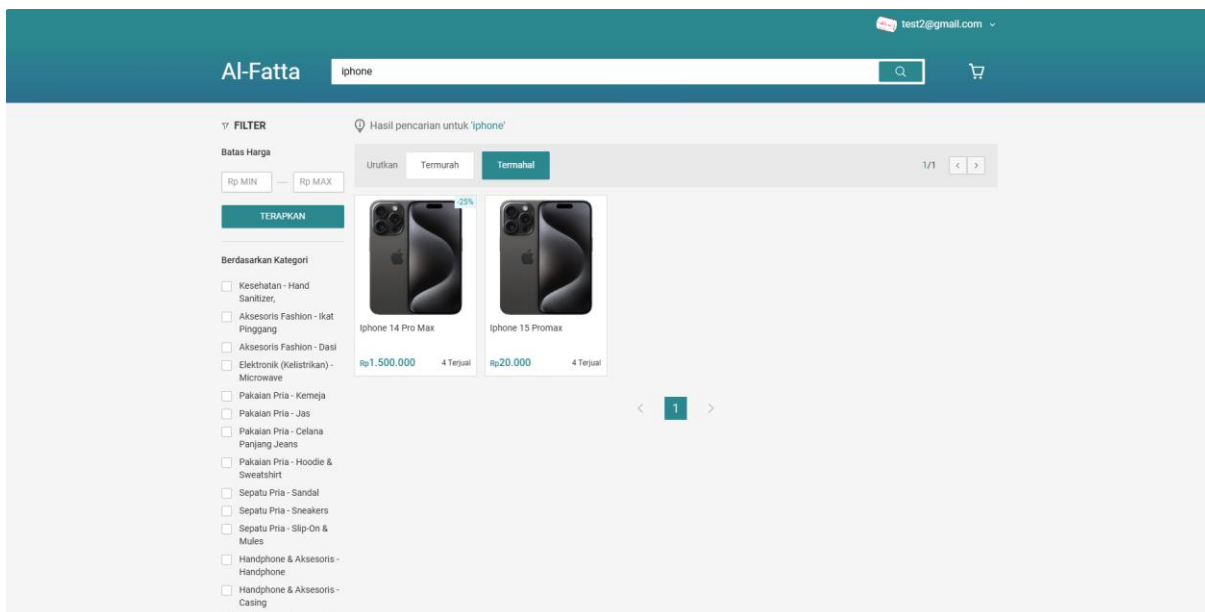 test2@gmail.com
Al-Fatta
iphone
FILTER
Hasil pencarian untuk 'iphone'
Batas Harga
Rp MIN
Rp MAX
TERAPKAN
Urutkan
Termurah
Termahal
1/1
Berdasarkan Kategori
Kesehatan - Hand
Sanitizer,
Aksesoris Fashion - Ikat
Pinggang
Aksesoris Fashion - Dasi
Elektronik (Kelistrikan) -
Microwave
Pakaian Pria - Kemeja
Pakaian Pria - Jas
Pakaian Pria - Celana
Panjang Jeans
Pakaian Pria - Hoodie &
Sweatshirt
Sepatu Pria - Sandal
Sepatu Pria - Sneakers
Sepatu Pria - Slip-On &
Mules
Handphone & Aksesoris -
Handphone
Handphone & Aksesoris -
Casing
-25%
Iphone 14 Pro Max
Rp1.500.000
4 Terjual
Iphone 15 Promax
Rp20.000
4 Terjual
1